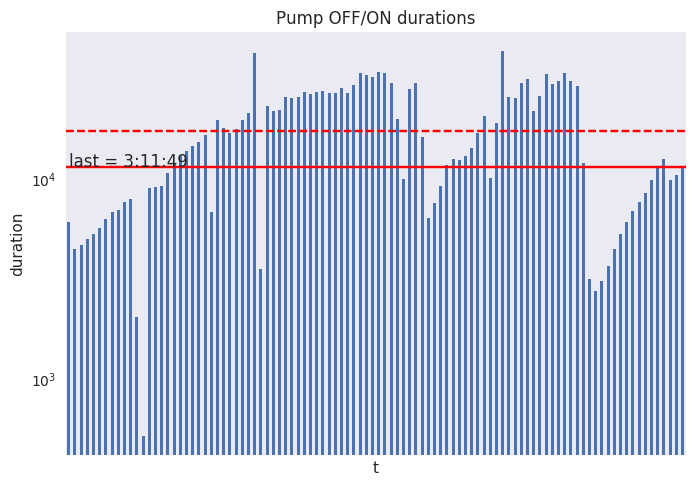 Pump OFF/ON durations
last = 3:11:49
10⁴
duration
10³
t